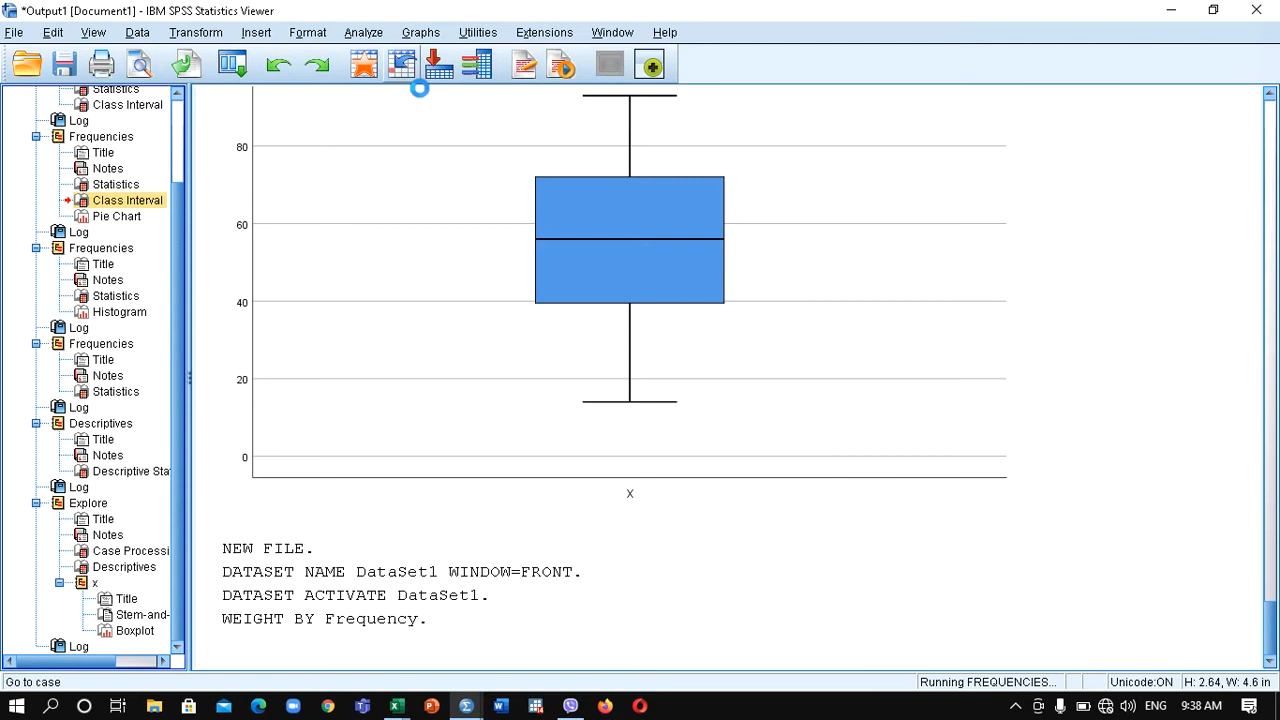 *Output1 [Document1] - IBM SPSS Statistics Viewer
File Edit View Data Transform Insert Format Analyze Graphs Utilities Extensions Window Help
Statistics
Class Interval
Log
Frequencies
Title
Notes
Statistics
Class Interval
Pie Chart
Log
Frequencies
Title
Notes
Statistics
Histogram
Log
Frequencies
Title
Notes
Statistics
Log
Descriptives
Title
Notes
Descriptive Sta
Log
Explore
Title
Notes
Case Processi
Descriptives
x
Title
Stem-and-
Boxplot
Log
80
60
40
20
0
X
NEW FILE.
DATASET NAME DataSet1 WINDOW=FRONT.
DATASET ACTIVATE DataSet1.
WEIGHT BY Frequency.
Go to case
Running FREQUENCIES...
Unicode:ON
H: 2.64, W: 4.6 in
ENG 9:38 AM